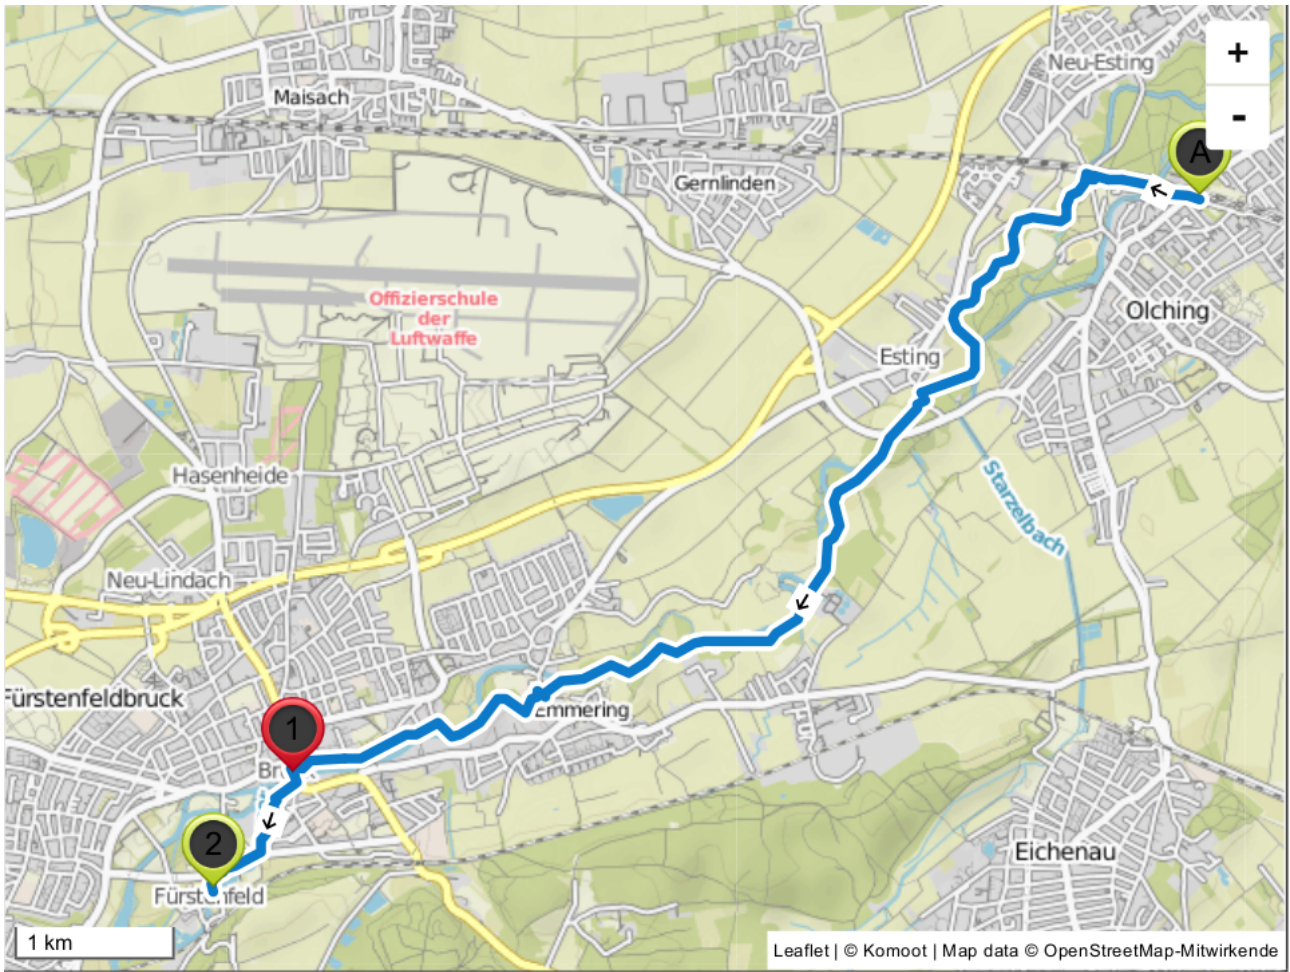 +
-
Neu-Esting
Maisach
A
Gernlinden
Offizierschule
der
Luftwaffe
Olching
Esting
Hasenheide
Starzelbach
Neu-Lindach
Fürstenfeldbruck
1
Emmering
2
Eichenau
Fürstenfeld
1 km
Leaflet | © Komoot | Map data © OpenStreetMap-Mitwirkende